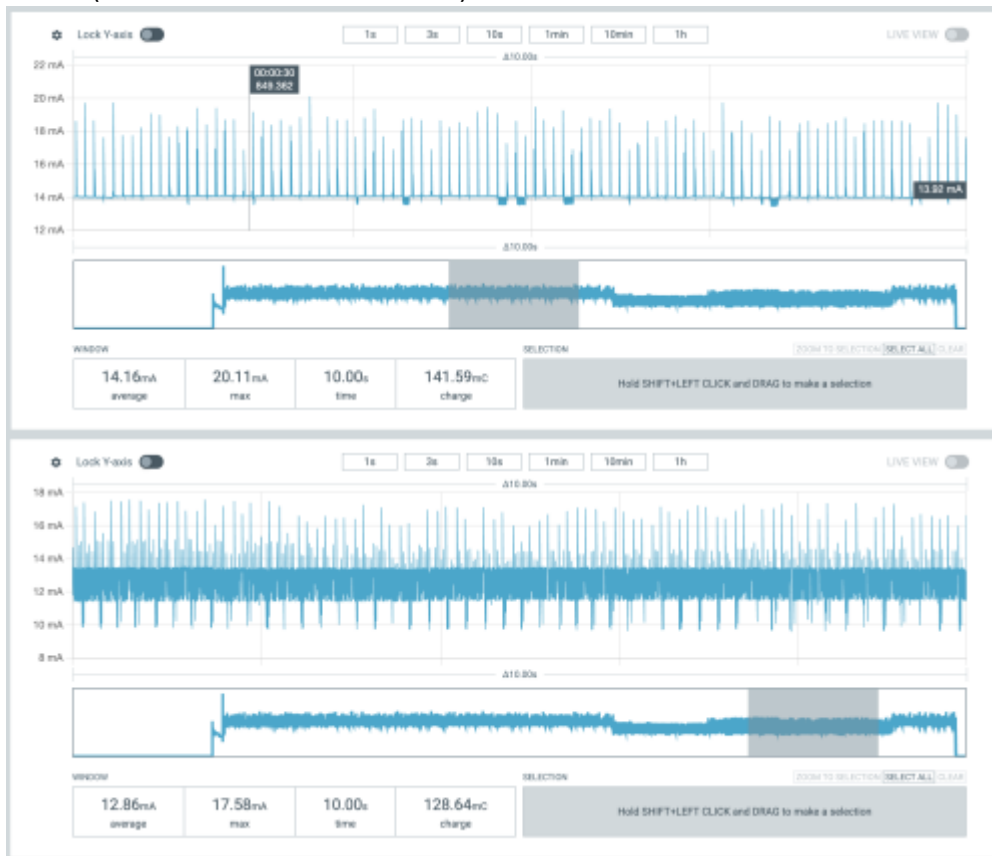 Lock Y-axis 1s 3s 10s 1min 10min 1h LIVE VIEW
Δ10.00s
22 mA
00:00:30
849.362
20 mA
18 mA
16 mA
14 mA
13.92 mA
12 mA
Δ10.00s
WINDOW SELECTION ZOOM TO SELECTION SELECT ALL CLEAR
14.16mA 20.11mA 10.00s 141.59mC
average max time charge
Hold SHIFT+LEFT CLICK and DRAG to make a selection
Lock Y-axis 1s 3s 10s 1min 10min 1h LIVE VIEW
Δ10.00s
18 mA
16 mA
14 mA
12 mA
10 mA
8 mA
Δ10.00s
WINDOW SELECTION ZOOM TO SELECTION SELECT ALL CLEAR
12.86mA 17.58mA 10.00s 128.64mC
average max time charge
Hold SHIFT+LEFT CLICK and DRAG to make a selection